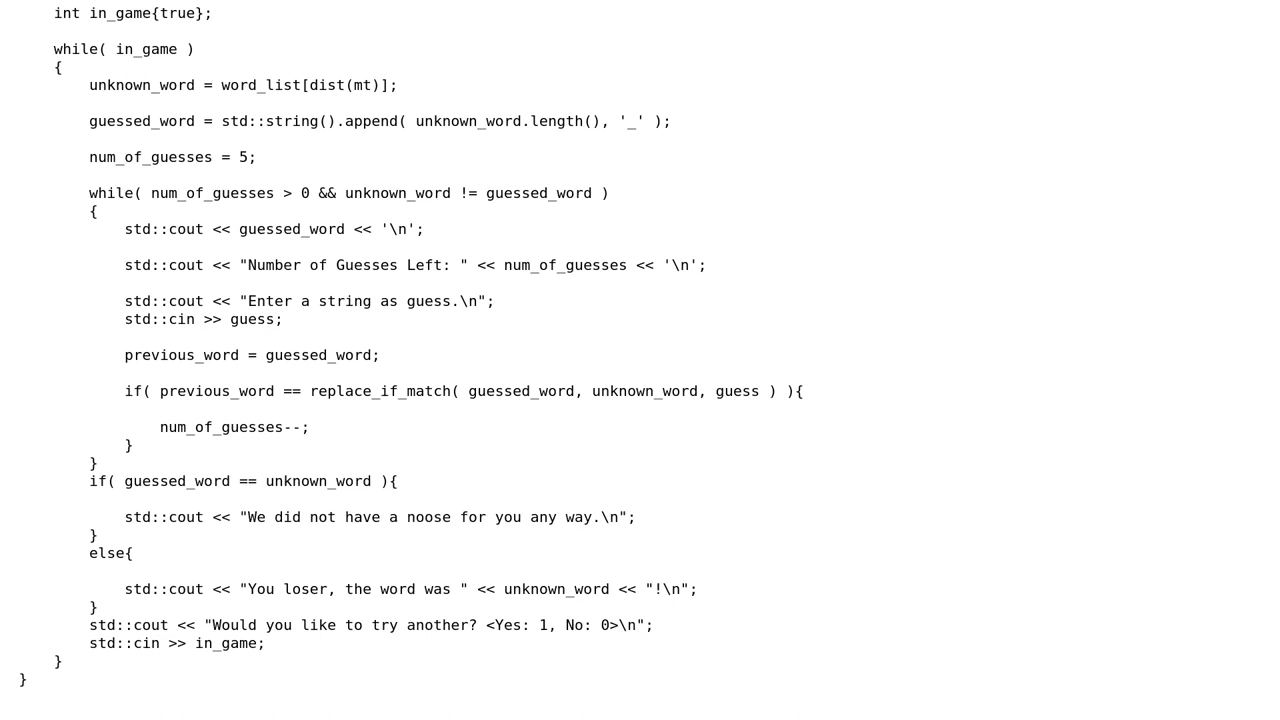 int in_game{true};
while( in_game )
{
unknown_word = word_list[dist(mt)];
guessed_word = std::string().append( unknown_word.length(), '_' );
num_of_guesses = 5;
while( num_of_guesses > 0 && unknown_word != guessed_word )
{
std::cout << guessed_word << '\n';
std::cout << "Number of Guesses Left: " << num_of_guesses << '\n';
std::cout << "Enter a string as guess.\n";
std::cin >> guess;
previous_word = guessed_word;
if( previous_word == replace_if_match( guessed_word, unknown_word, guess ) ){
num_of_guesses--;
}
}
if( guessed_word == unknown_word ){
std::cout << "We did not have a noose for you any way.\n";
}
else{
std::cout << "You loser, the word was " << unknown_word << "!\n";
}
std::cout << "Would you like to try another? <Yes: 1, No: 0>\n";
std::cin >> in_game;
}
}